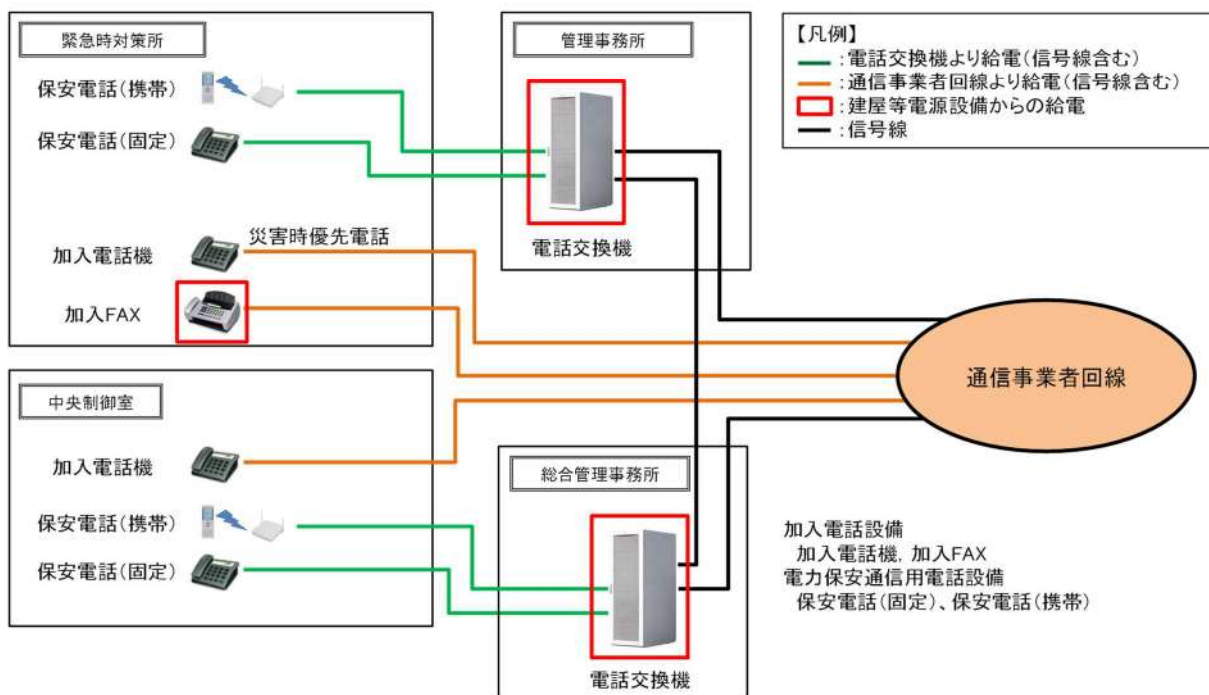 緊急時対策所
保安電話(携帯)
保安電話(固定)
加入電話機
災害時優先電話
加入FAX
中央制御室
加入電話機
保安電話(携帯)
保安電話(固定)
管理事務所
電話交換機
総合管理事務所
電話交換機
【凡例】
:電話交換機より給電(信号線含む)
:通信事業者回線より給電(信号線含む)
:建屋等電源設備からの給電
:信号線
通信事業者回線
加入電話設備
加入電話機, 加入FAX
電力保安通信用電話設備
保安電話(固定)、保安電話(携帯)